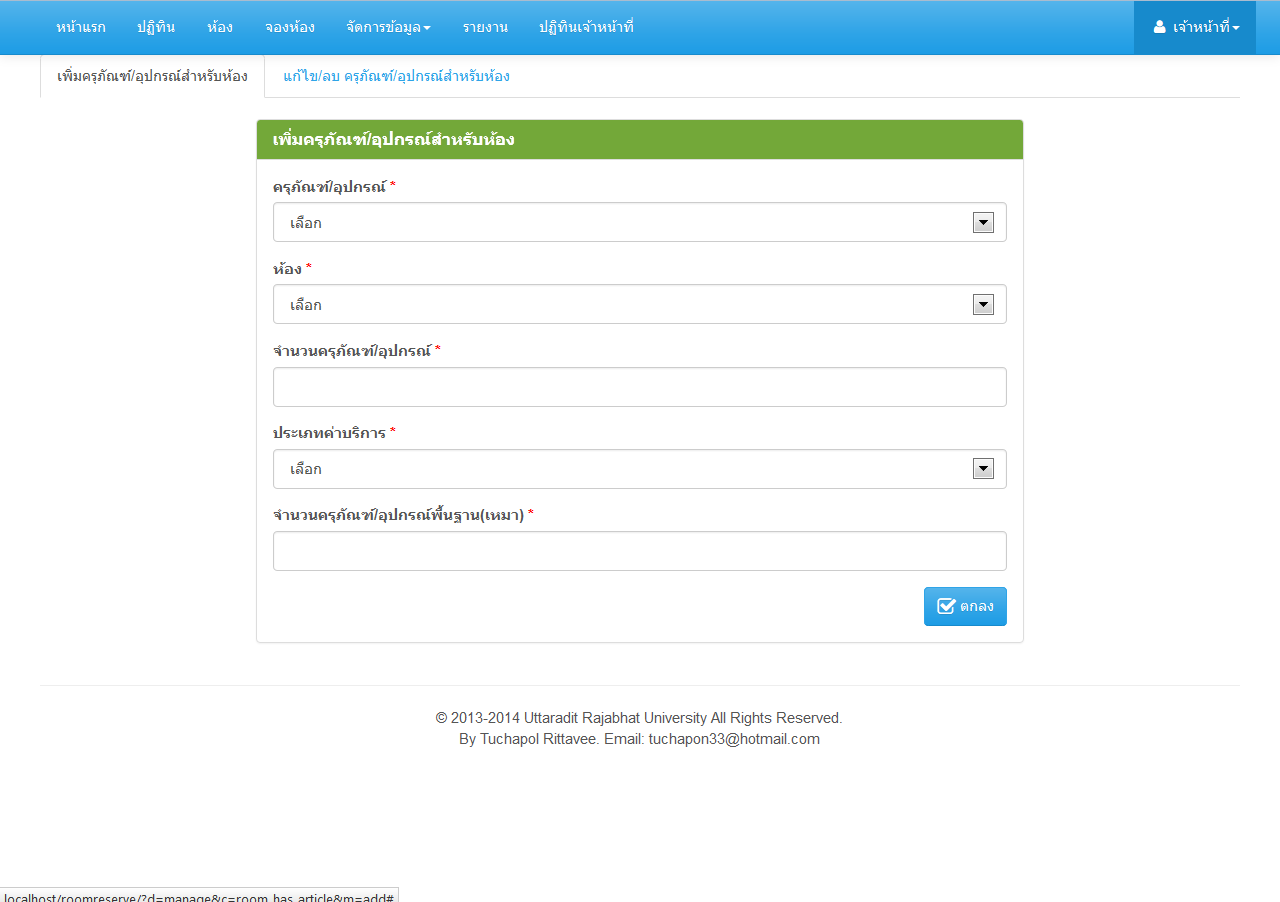 หน้าแรก ปฏิทิน ห้อง จองห้อง จัดการข้อมูล รายงาน ปฏิทินเจ้าหน้าที่ เจ้าหน้าที่
เพิ่มครุภัณฑ์/อุปกรณ์สำหรับห้อง แก้ไข/ลบ ครุภัณฑ์/อุปกรณ์สำหรับห้อง
เพิ่มครุภัณฑ์/อุปกรณ์สำหรับห้อง
ครุภัณฑ์/อุปกรณ์ *
เลือก
ห้อง *
เลือก
จำนวนครุภัณฑ์/อุปกรณ์ *
ประเภทค่าบริการ *
เลือก
จำนวนครุภัณฑ์/อุปกรณ์พื้นฐาน(เหมา) *
ตกลง
© 2013-2014 Uttaradit Rajabhat University All Rights Reserved.
By Tuchapol Rittavee. Email: tuchapon33@hotmail.com
localhost/roomreserve/?d=manage&c=room_has_article&m=add#